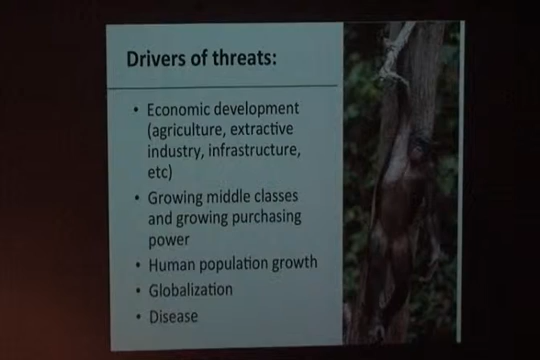 Drivers of threats:
• Economic development
(agriculture, extractive
industry, infrastructure,
etc)
• Growing middle classes
and growing purchasing
power
• Human population growth
• Globalization
• Disease